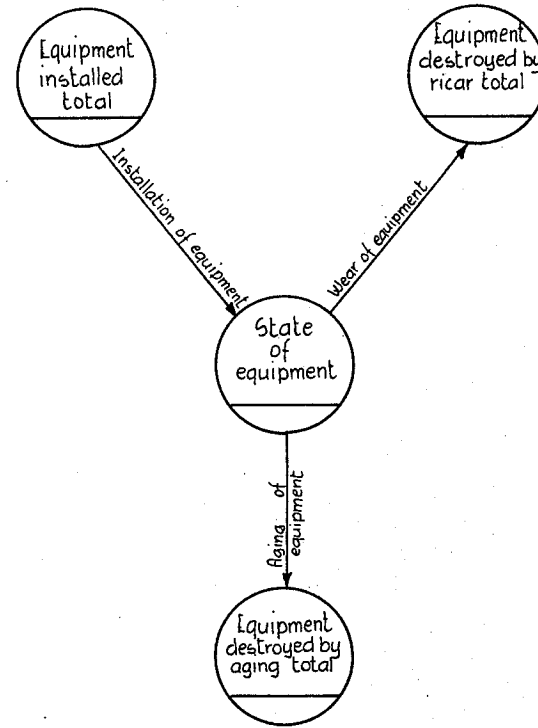 Equipment
installed
total
Equipment
destroyed by
ricar total
Installation of equipment
Wear of equipment
State
of
equipment
Aging of
equipment
Equipment
destroyed by
aging total